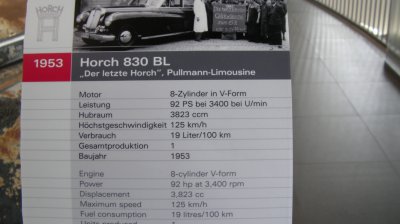 HORCH
1953 Horch 830 BL
„Der letzte Horch", Pullmann-Limousine
Motor 8-Zylinder in V-Form
Leistung 92 PS bei 3400 bei U/min
Hubraum 3823 ccm
Höchstgeschwindigkeit 125 km/h
Verbrauch 19 Liter/100 km
Gesamtproduktion 1
Baujahr 1953
Engine 8-cylinder V-form
Power 92 hp at 3,400 rpm
Displacement 3,823 cc
Maximum speed 125 km/h
Fuel consumption 19 litres/100 km
Units produced 1